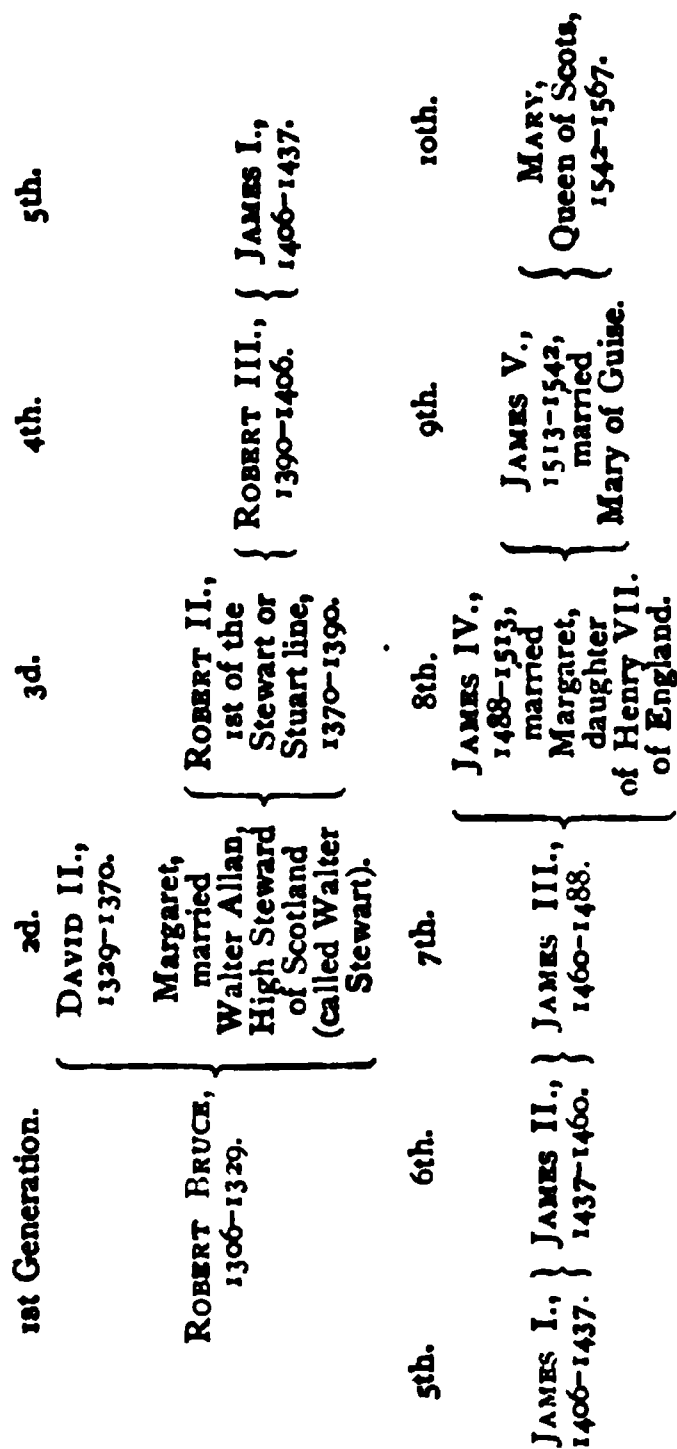 1st Generation.
2d.
3d.
4th.
5th.
ROBERT BRUCE,
1306–1329.
DAVID II.,
1329–1370.
Margaret,
married
Walter Allan,
High Steward
of Scotland
(called Walter
Stewart).
ROBERT II.,
1st of the
Stewart or
Stuart line,
1370–1390.
ROBERT III.,
1390–1406.
JAMES I.,
1406–1437.
5th.
6th.
7th.
8th.
9th.
10th.
JAMES I.,
1406–1437.
JAMES II.,
1437–1460.
JAMES III.,
1460–1488.
JAMES IV.,
1488–1513,
married
Margaret,
daughter
of Henry VII.
of England.
JAMES V.,
1513–1542,
married
Mary of Guise.
MARY,
Queen of Scots,
1542–1567.